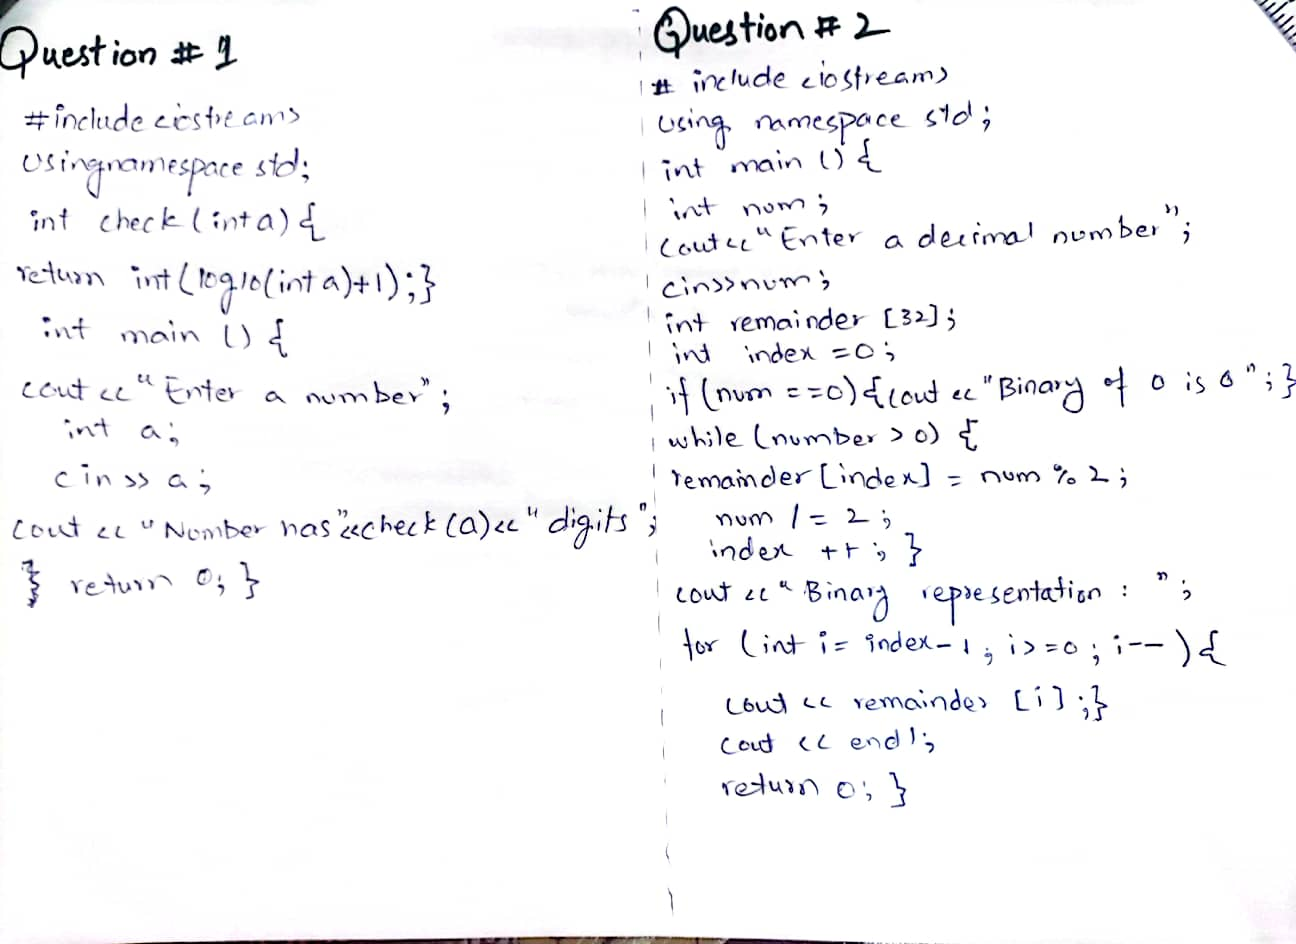 Question # 1
#include <iostream>
using namespace std;
int check (int a) {
return int (log10(int a)+1);}
int main () {
cout << "Enter a number";
int a;
cin >> a;
cout << "Number has"<<check (a)<< "digits";
} return 0; }
Question # 2
# include <iostream>
using namespace std;
int main () {
int num;
cout<< "Enter a decimal number";
cin>>num;
int remainder [32];
int index =0;
if (num ==0) {cout << "Binary of 0 is 0";}
while (number > 0) {
remainder [index] = num % 2;
num /= 2;
index ++; }
cout << "Binary representation : ";
for (int i= index-1; i>=0; i--) {
cout << remainder [i];}
cout << endl;
return 0; }